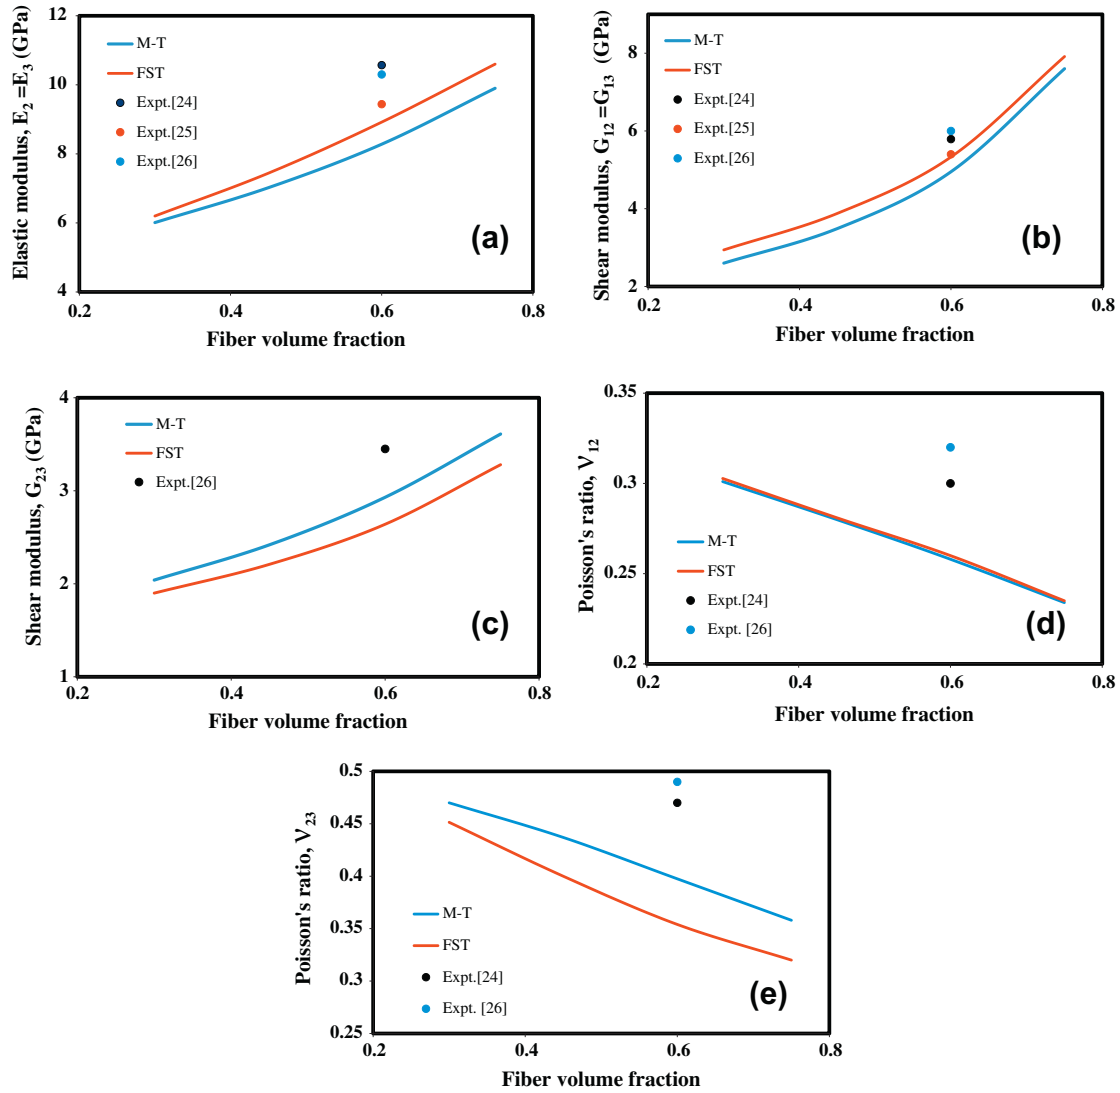 Elastic modulus, E2 =E3 (GPa)
12
10
8
6
4
M-T
FST
Expt.[24]
Expt.[25]
Expt.[26]
(a)
0.2
0.4
0.6
0.8
Fiber volume fraction
Shear modulus, G12 =G13 (GPa)
8
6
4
2
M-T
FST
Expt.[24]
Expt.[25]
Expt.[26]
(b)
0.2
0.4
0.6
0.8
Fiber volume fraction
Shear modulus, G23 (GPa)
4
3
2
1
M-T
FST
Expt.[26]
(c)
0.2
0.4
0.6
0.8
Fiber volume fraction
Poisson's ratio, ν12
0.35
0.3
0.25
0.2
M-T
FST
Expt.[24]
Expt. [26]
(d)
0.2
0.4
0.6
0.8
Fiber volume fraction
Poisson's ratio, ν23
0.5
0.45
0.4
0.35
0.3
0.25
M-T
FST
Expt.[24]
Expt. [26]
(e)
0.2
0.4
0.6
0.8
Fiber volume fraction